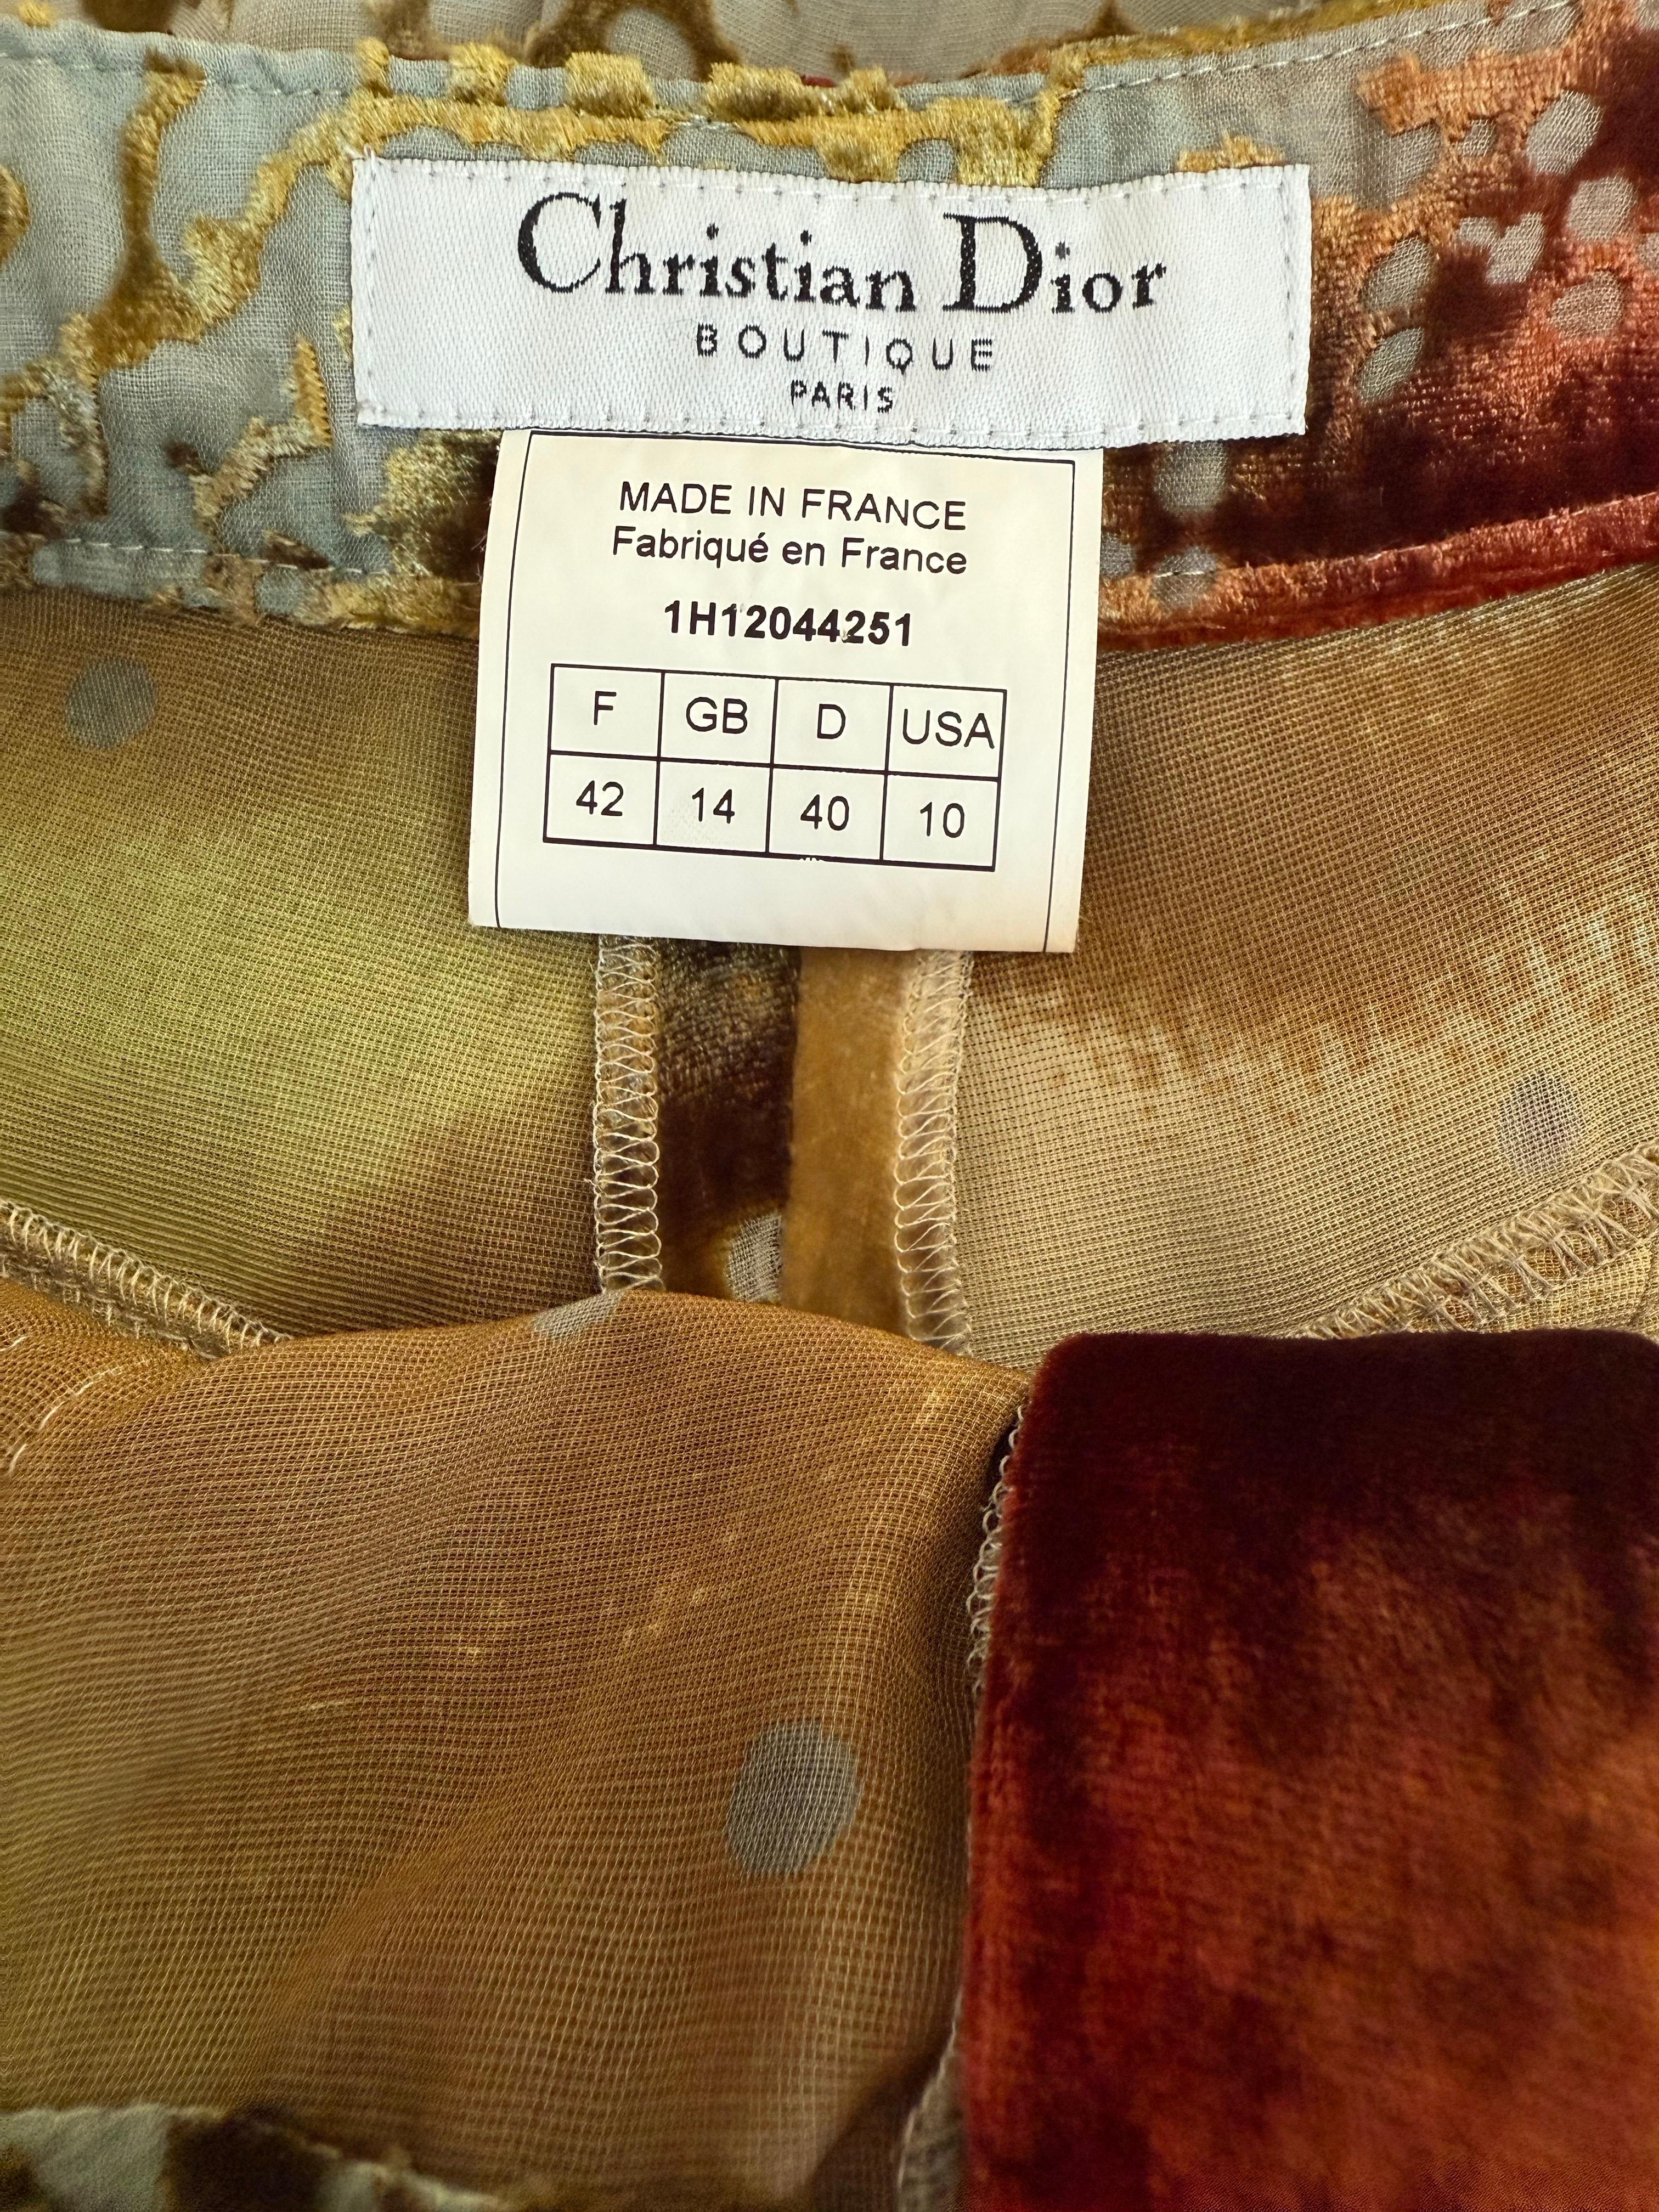 Christian Dior
BOUTIQUE
PARIS
MADE IN FRANCE
Fabriqué en France
1H12044251
F GB D USA
42 14 40 10